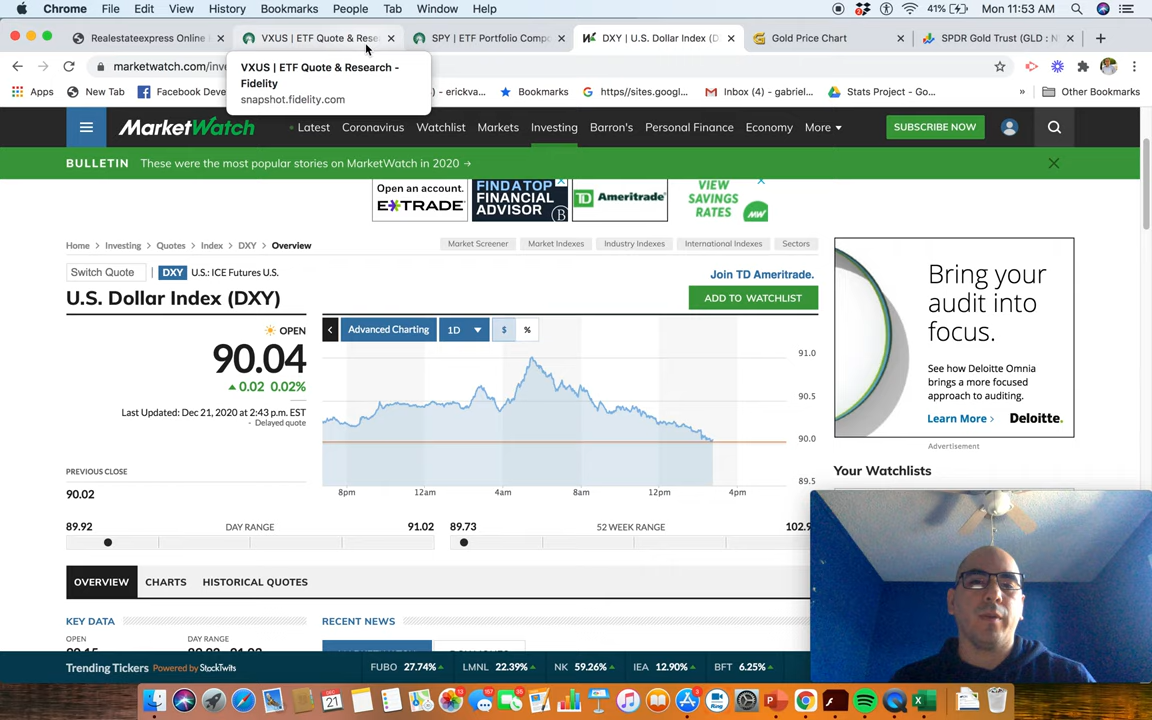 Chrome File Edit View History Bookmarks People Tab Window Help 41% Mon 11:53 AM
Realestateexpress Online VXUS | ETF Quote & Rese SPY | ETF Portfolio Compo DXY | U.S. Dollar Index (D Gold Price Chart SPDR Gold Trust (GLD : N
marketwatch.com/inve
VXUS | ETF Quote & Research -
Fidelity
snapshot.fidelity.com
Apps New Tab Facebook Deve - erickva... Bookmarks https//sites.googl... Inbox (4) - gabriel... Stats Project - Go... » Other Bookmarks
MarketWatch Latest Coronavirus Watchlist Markets Investing Barron's Personal Finance Economy More SUBSCRIBE NOW
BULLETIN These were the most popular stories on MarketWatch in 2020 →
Open an account.
E*TRADE
FIND A TOP
FINANCIAL
ADVISOR
TD Ameritrade
VIEW
SAVINGS
RATES
MW
Home > Investing > Quotes > Index > DXY > Overview
Market Screener Market Indexes Industry Indexes International Indexes Sectors
Switch Quote | DXY U.S.: ICE Futures U.S.
Join TD Ameritrade.
U.S. Dollar Index (DXY)
ADD TO WATCHLIST
OPEN
90.04
0.02 0.02%
Last Updated: Dec 21, 2020 at 2:43 p.m. EST
- Delayed quote
PREVIOUS CLOSE
90.02
Advanced Charting 1D $ %
91.0
90.5
90.0
89.5
8pm 12am 4am 8am 12pm 4pm
89.92 DAY RANGE 91.02
89.73 52 WEEK RANGE 102.9
Bring your
audit into
focus.
See how Deloitte Omnia
brings a more focused
approach to auditing.
Learn More > Deloitte.
Advertisement
Your Watchlists
OVERVIEW CHARTS HISTORICAL QUOTES
KEY DATA
OPEN DAY RANGE
RECENT NEWS
Trending Tickers Powered by StockTwits FUBO 27.74% LMNL 22.39% NK 59.26% IEA 12.90% BFT 6.25%